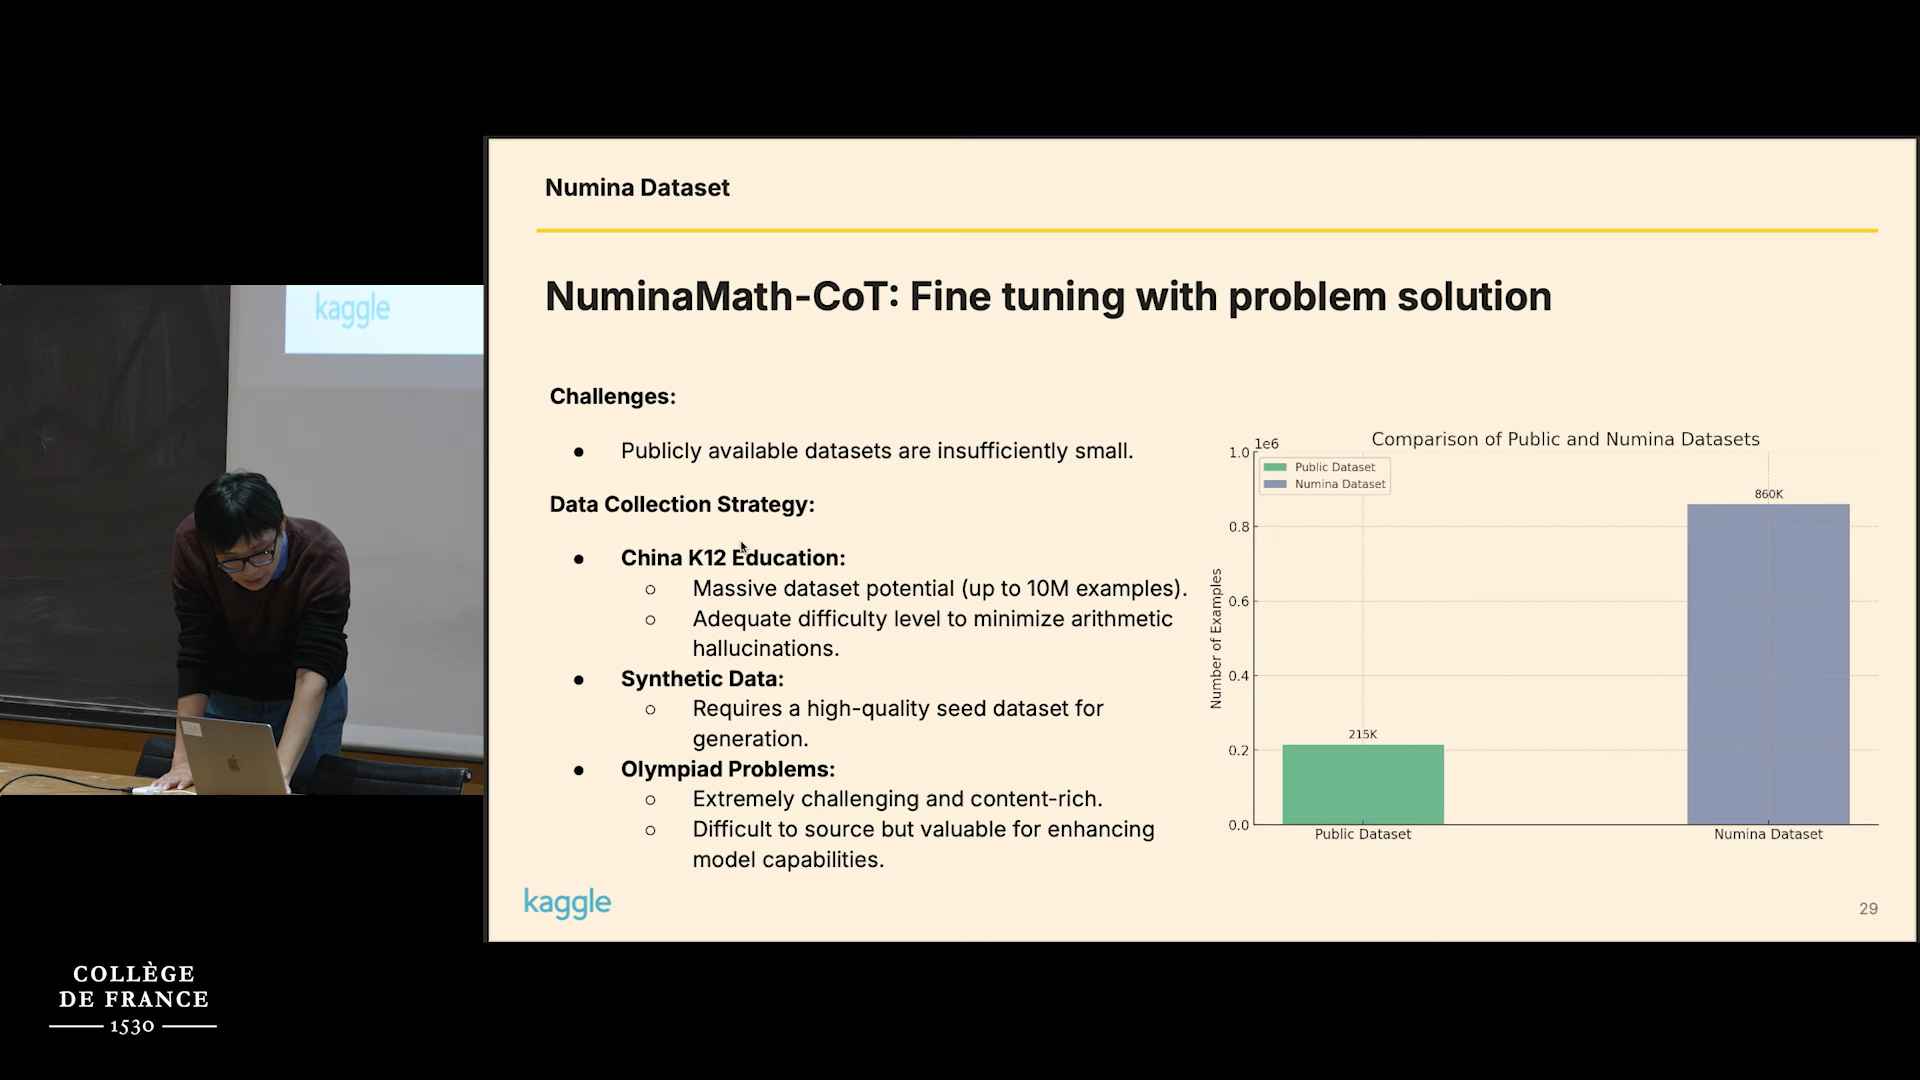 kaggle
Numina Dataset
NuminaMath-CoT: Fine tuning with problem solution
Challenges:
● Publicly available datasets are insufficiently small.
Data Collection Strategy:
● China K12 Education:
○ Massive dataset potential (up to 10M examples).
○ Adequate difficulty level to minimize arithmetic
hallucinations.
● Synthetic Data:
○ Requires a high-quality seed dataset for
generation.
● Olympiad Problems:
○ Extremely challenging and content-rich.
○ Difficult to source but valuable for enhancing
model capabilities.
Comparison of Public and Numina Datasets
1e6
Public Dataset
Numina Dataset
Number of Examples
1.0
0.8
0.6
0.4
0.2
0.0
215K
860K
Public Dataset
Numina Dataset
kaggle
29
COLLÈGE
DE FRANCE
1530